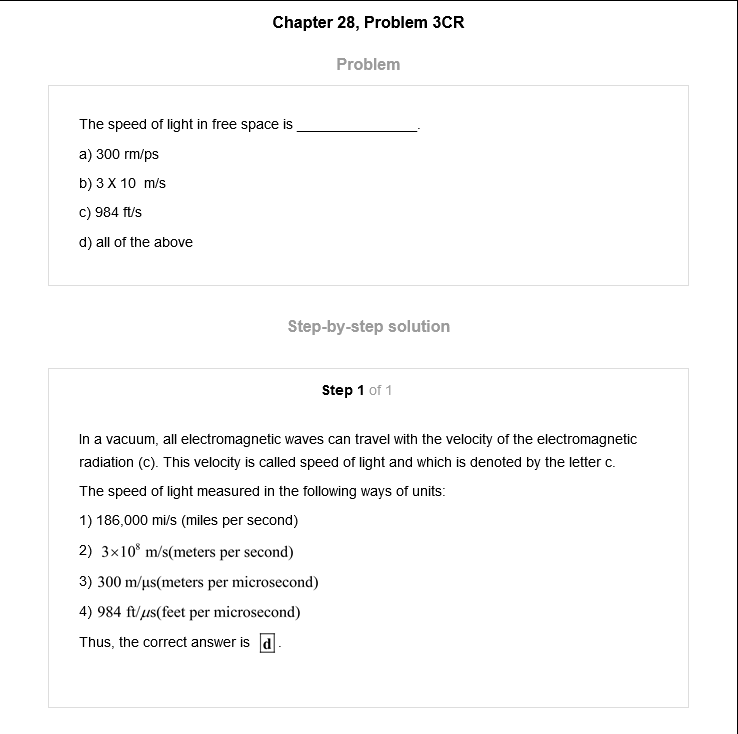 Chapter 28, Problem 3CR
Problem
The speed of light in free space is ________________.
a) 300 rm/ps
b) 3 X 10  m/s
c) 984 ft/s
d) all of the above
Step-by-step solution
Step 1 of 1
In a vacuum, all electromagnetic waves can travel with the velocity of the electromagnetic
radiation (c). This velocity is called speed of light and which is denoted by the letter c.
The speed of light measured in the following ways of units:
1) 186,000 mi/s (miles per second)
2) 3×10⁸ m/s(meters per second)
3) 300 m/μs(meters per microsecond)
4) 984 ft/μs(feet per microsecond)
Thus, the correct answer is d.